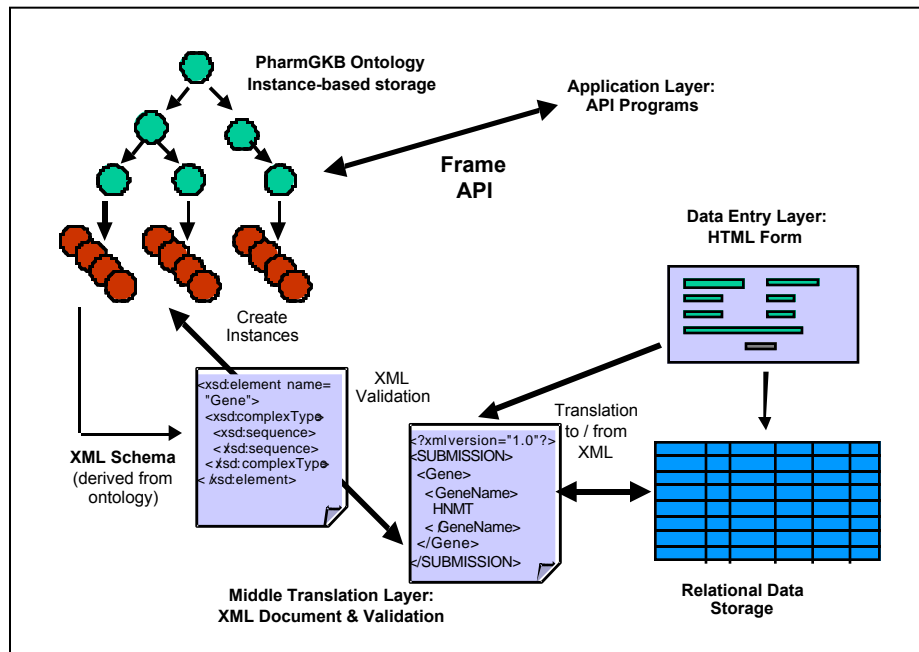 PharmGKB Ontology
Instance-based storage
Application Layer:
API Programs
Frame
API
Data Entry Layer:
HTML Form
Create
Instances
XML
Validation
<xsd:element name=
"Gene">
<xsd:complexType>
<xsd:sequence>
</xsd:sequence>
</xsd:complexType>
</xsd:element>
XML Schema
(derived from
ontology)
Translation
to / from
XML
<?xmlversion="1.0"?>
<SUBMISSION>
<Gene>
<GeneName>
HNMT
</GeneName>
</Gene>
</SUBMISSION>
Middle Translation Layer:
XML Document & Validation
Relational Data
Storage